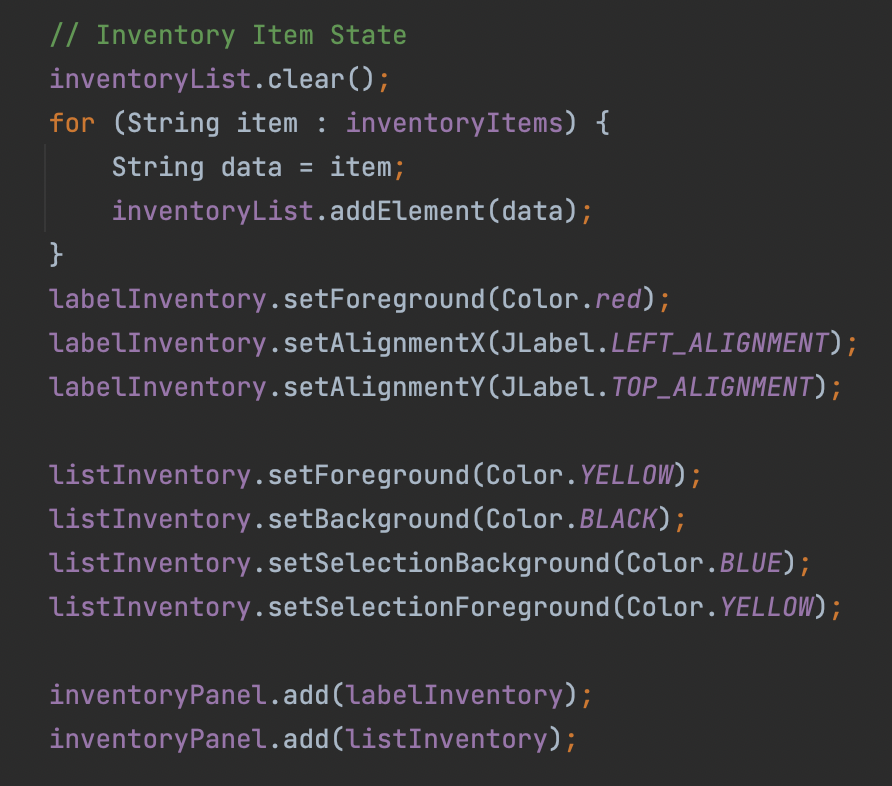 // Inventory Item State
inventoryList.clear();
for (String item : inventoryItems) {
    String data = item;
    inventoryList.addElement(data);
}
labelInventory.setForeground(Color.red);
labelInventory.setAlignmentX(JLabel.LEFT_ALIGNMENT);
labelInventory.setAlignmentY(JLabel.TOP_ALIGNMENT);
listInventory.setForeground(Color.YELLOW);
listInventory.setBackground(Color.BLACK);
listInventory.setSelectionBackground(Color.BLUE);
listInventory.setSelectionForeground(Color.YELLOW);
inventoryPanel.add(labelInventory);
inventoryPanel.add(listInventory);